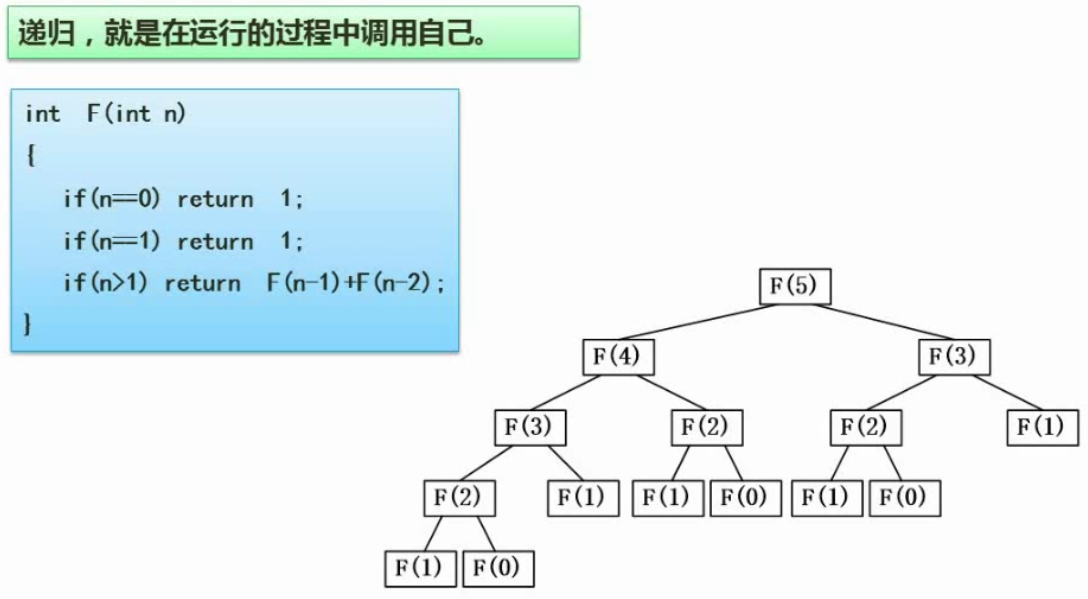 递归，就是在运行的过程中调用自己。
int F(int n)
{
if(n==0) return 1;
if(n==1) return 1;
if(n>1) return F(n-1)+F(n-2);
}
F(5)
F(4) F(3)
F(3) F(2) F(2) F(1)
F(2) F(1) F(1) F(0) F(1) F(0)
F(1) F(0)